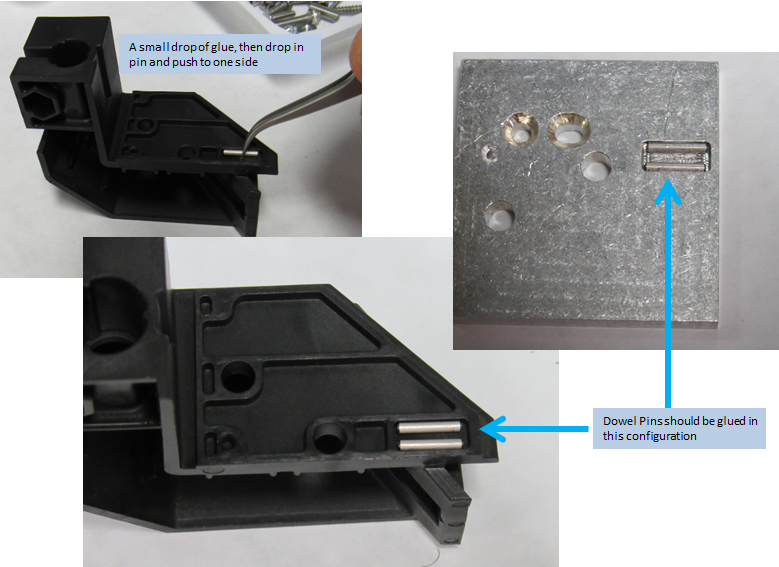 A small drop of glue, then drop in
pin and push to one side
Dowel Pins should be glued in
this configuration